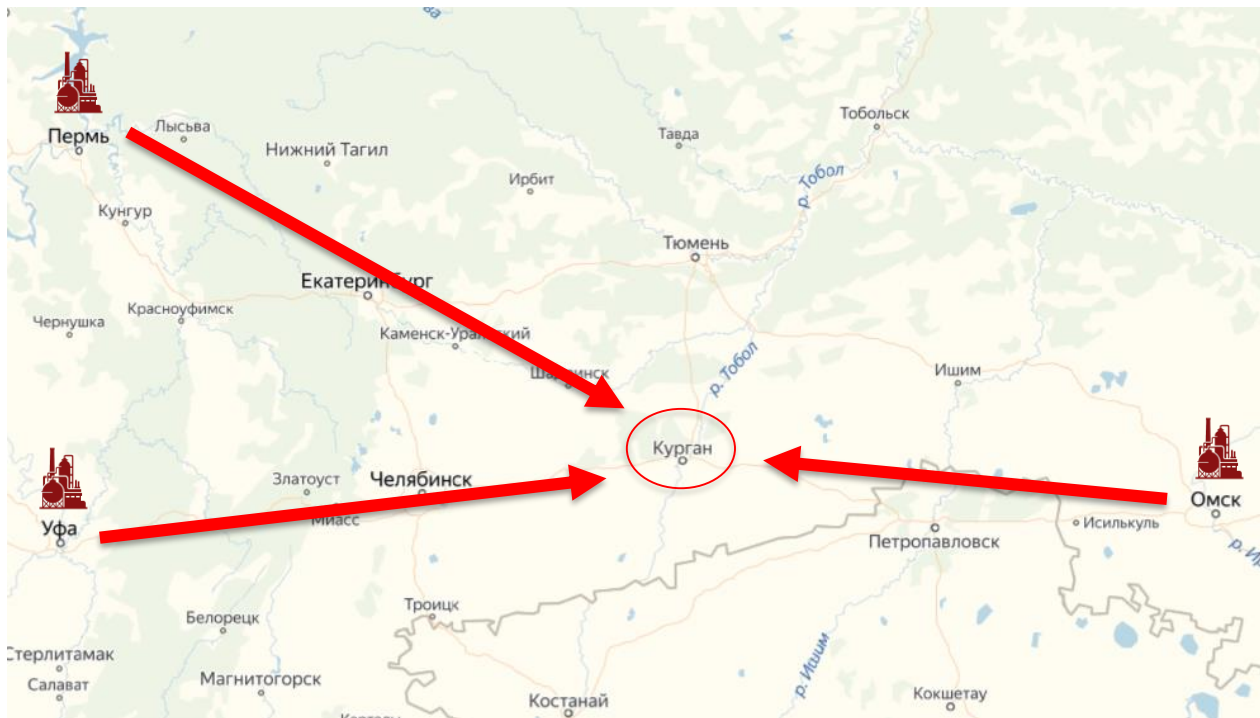 ва
Пермь
Лысьва
Нижний Тагил
Тавда
Тобольск
Ирбит
р. Тобол
Кунгур
Тюмень
Екатеринбург
Красноуфимск
Чернушка
Каменск-Уральский
р. Тобол
Шадринск
Ишим
Курган
Златоуст
Челябинск
Омск
Уфа
Миасс
Исилькуль
Петропавловск
р. И
Троицк
Белорецк
Стерлитамак
Салават
Магнитогорск
р. Ишим
Костанай
Кокшетау